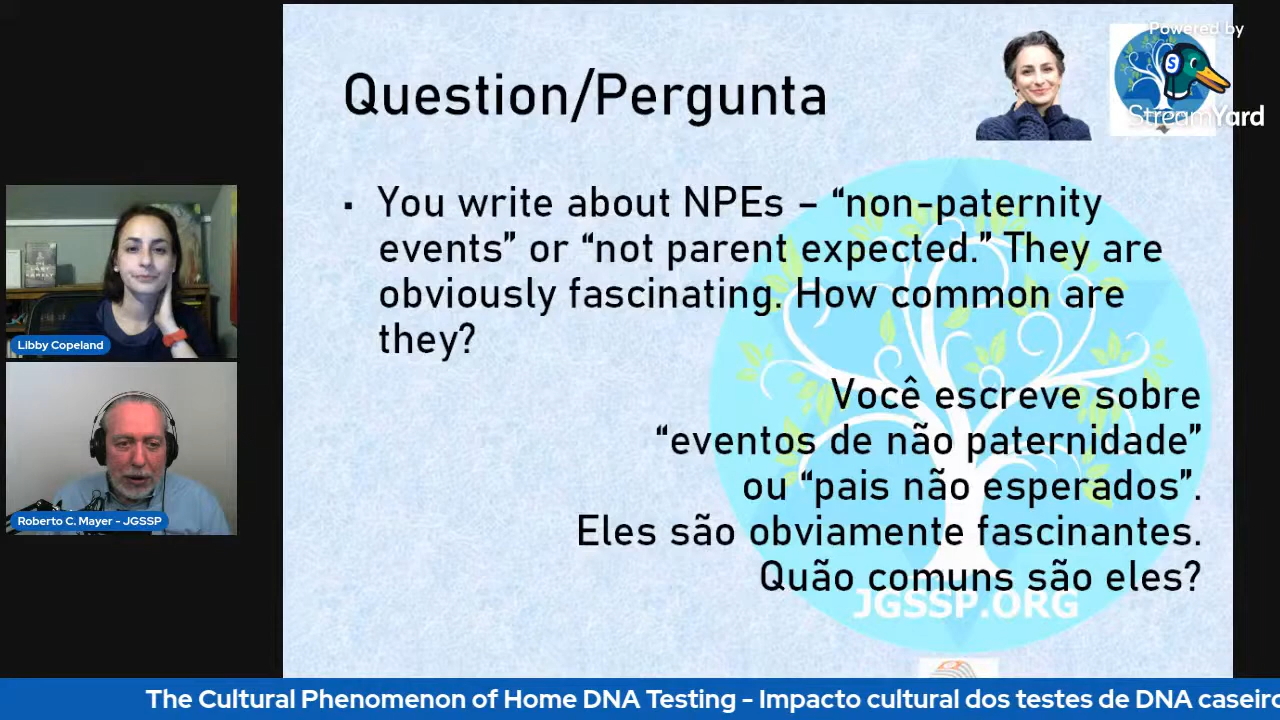 Powered by
StreamYard
Question/Pergunta
▪ You write about NPEs – “non-paternity
events” or “not parent expected.” They are
obviously fascinating. How common are
they?
Você escreve sobre
“eventos de não paternidade”
ou “pais não esperados”.
Eles são obviamente fascinantes.
Quão comuns são eles?
JGSSP.ORG
Libby Copeland
Roberto C. Mayer - JGSSP
The Cultural Phenomenon of Home DNA Testing - Impacto cultural dos testes de DNA caseiro